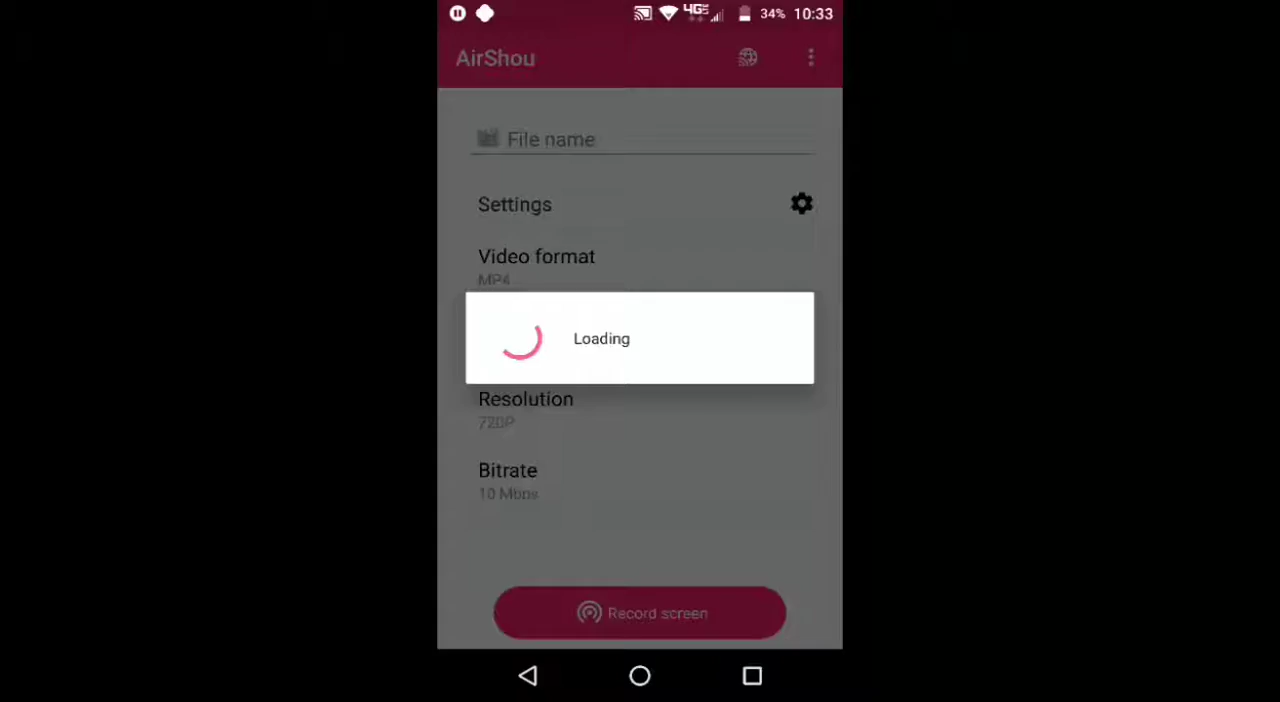 4G 34% 10:33
AirShou
File name
Settings
Video format
MP4
Loading
Resolution
720P
Bitrate
10 Mbps
Record screen